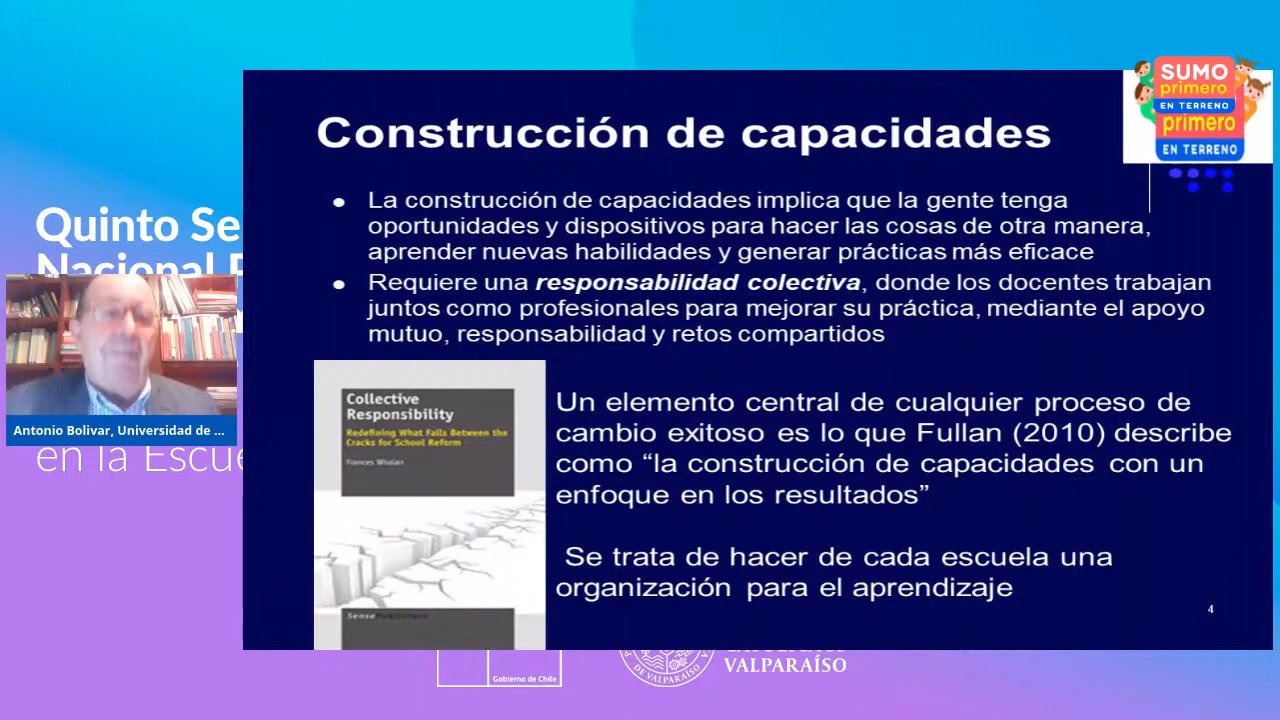 SUMO
primero
EN TERRENO
primero
EN TERRENO
Construcción de capacidades
• La construcción de capacidades implica que la gente tenga
oportunidades y dispositivos para hacer las cosas de otra manera,
aprender nuevas habilidades y generar prácticas más eficace
• Requiere una responsabilidad colectiva, donde los docentes trabajan
juntos como profesionales para mejorar su práctica, mediante el apoyo
mutuo, responsabilidad y retos compartidos
Quinto Se
Nacional
Antonio Bolivar, Universidad de ...
en la Escue
Collective
Responsibility
Redefining What Falls Between the
Cracks for School Reform
Frances Whalan
Sense Publishers
Un elemento central de cualquier proceso de
cambio exitoso es lo que Fullan (2010) describe
como “la construcción de capacidades con un
enfoque en los resultados”
Se trata de hacer de cada escuela una
organización para el aprendizaje
4
Gobierno de Chile
DE VALPARAÍSO
VALPARAÍSO